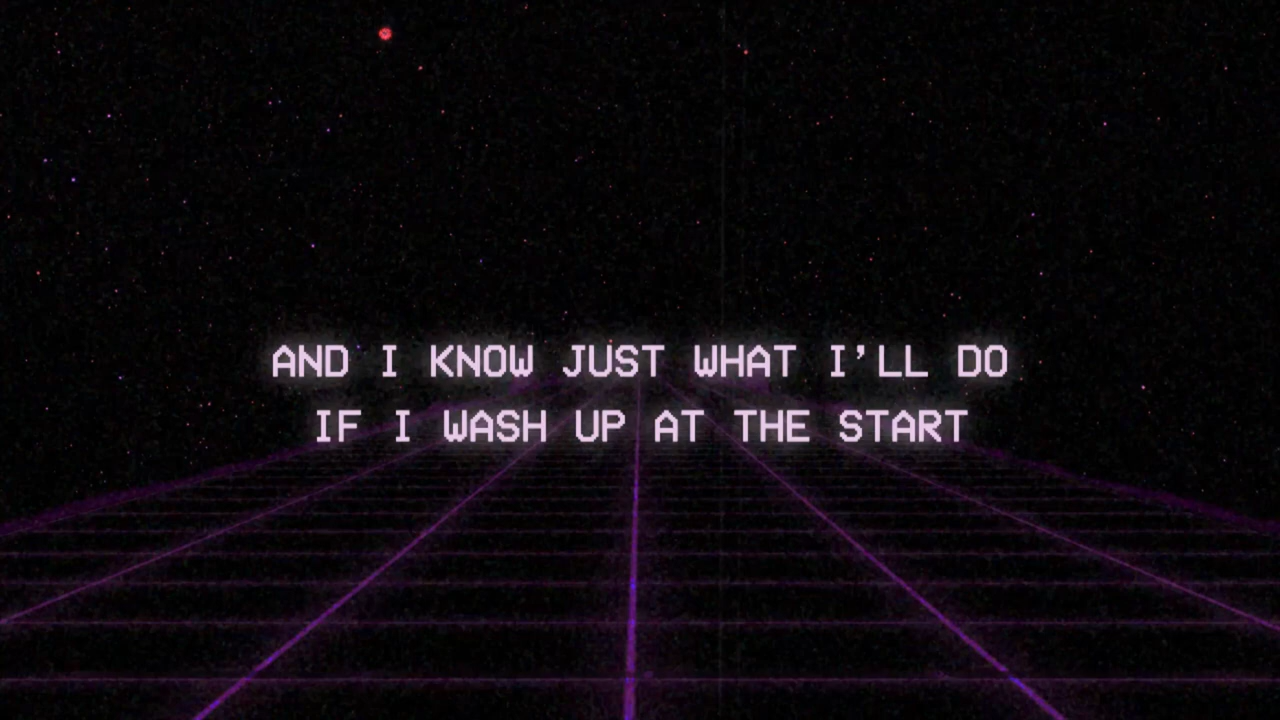 AND I KNOW JUST WHAT I’LL DO
IF I WASH UP AT THE START